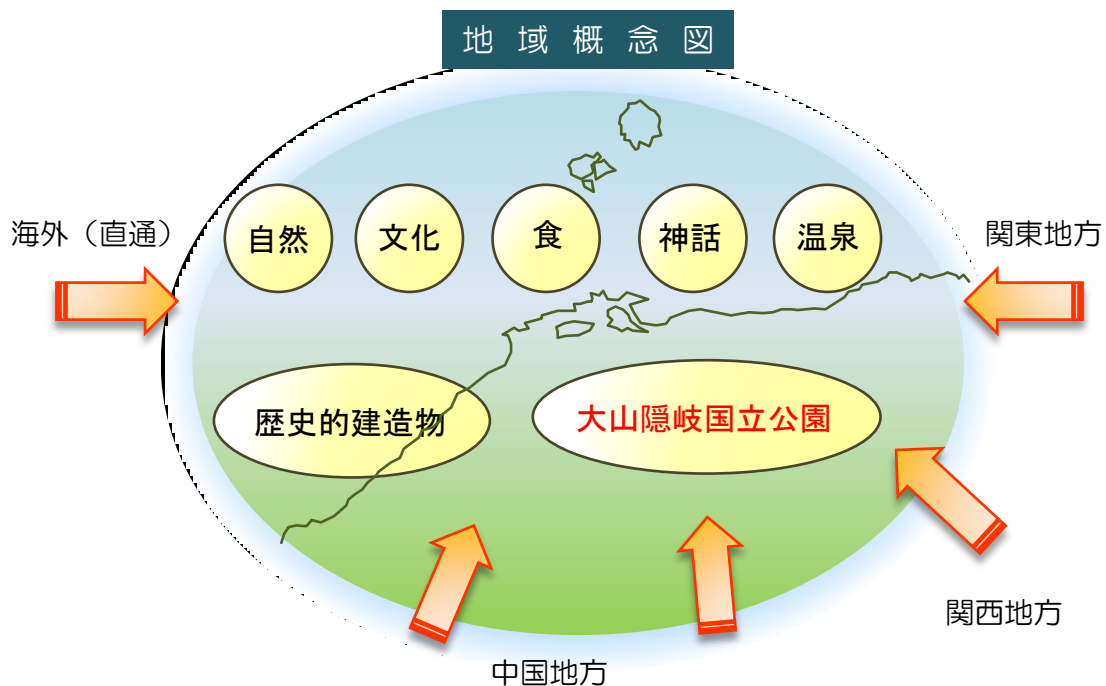 地域概念図
海外（直通）
自然
文化
食
神話
温泉
関東地方
歴史的建造物
大山隠岐国立公園
関西地方
中国地方